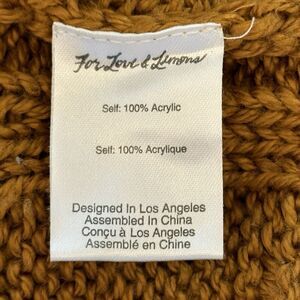 For Love & Lemons
Self: 100% Acrylic
Self: 100% Acrylique
Designed In Los Angeles
Assembled In China
Conçu à Los Angeles
Assemblé en Chine